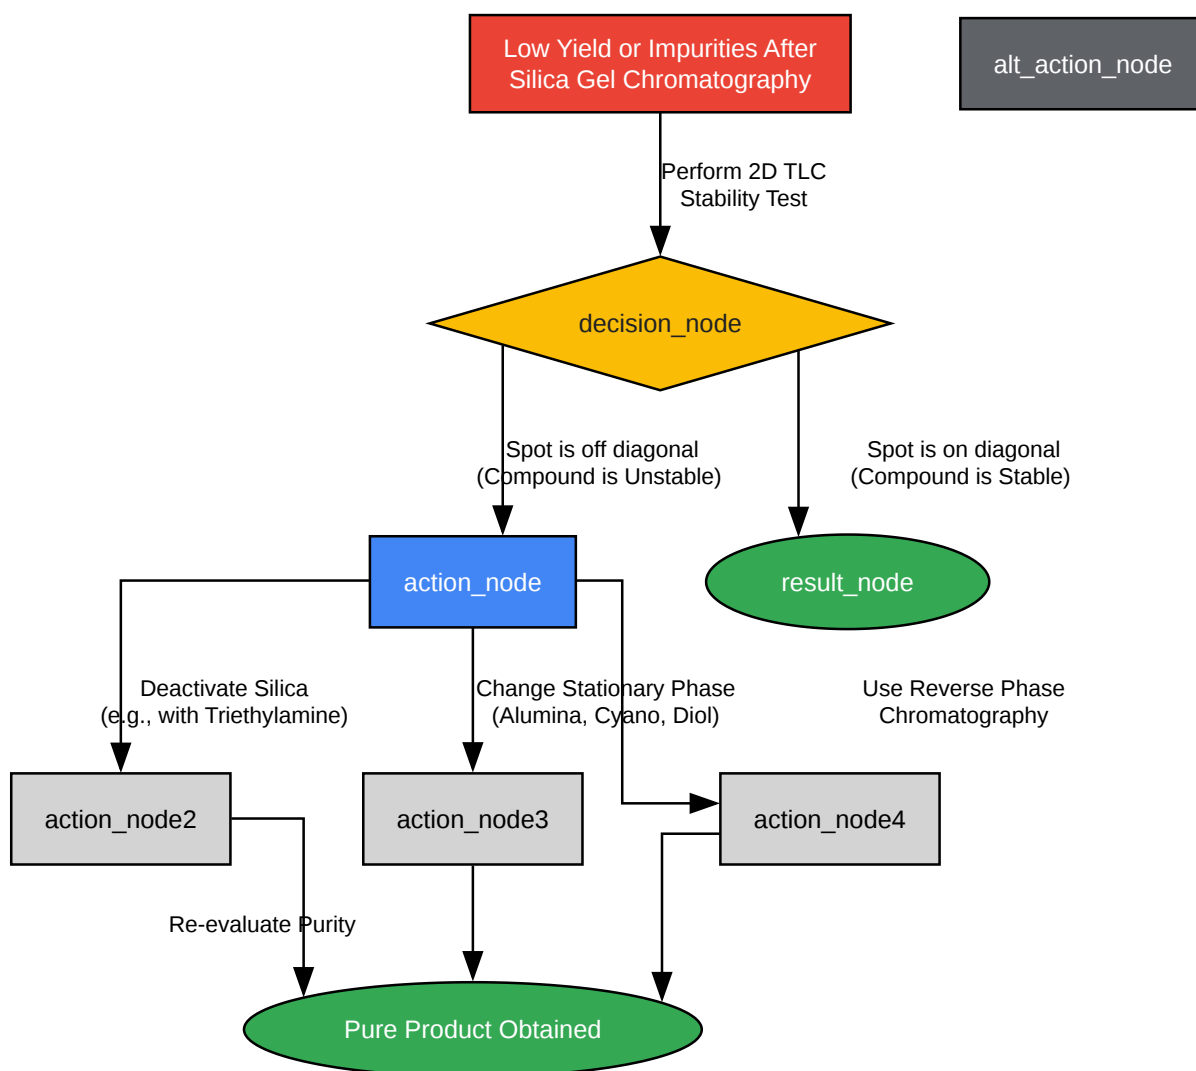 Low Yield or Impurities After
Silica Gel Chromatography
alt_action_node
Perform 2D TLC
Stability Test
decision_node
Spot is off diagonal
(Compound is Unstable)
Spot is on diagonal
(Compound is Stable)
action_node
result_node
Deactivate Silica
(e.g., with Triethylamine)
Change Stationary Phase
(Alumina, Cyano, Diol)
Use Reverse Phase
Chromatography
action_node2
action_node3
action_node4
Re-evaluate Purity
Pure Product Obtained